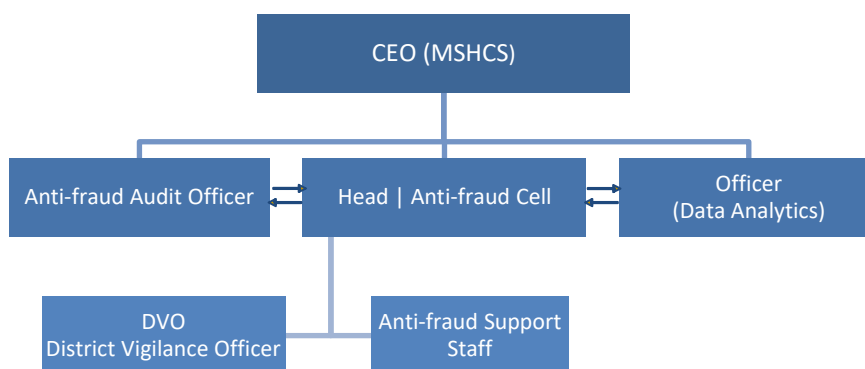 CEO (MSHCS)
Anti-fraud Audit Officer
Head | Anti-fraud Cell
Officer
(Data Analytics)
DVO
District Vigilance Officer
Anti-fraud Support
Staff